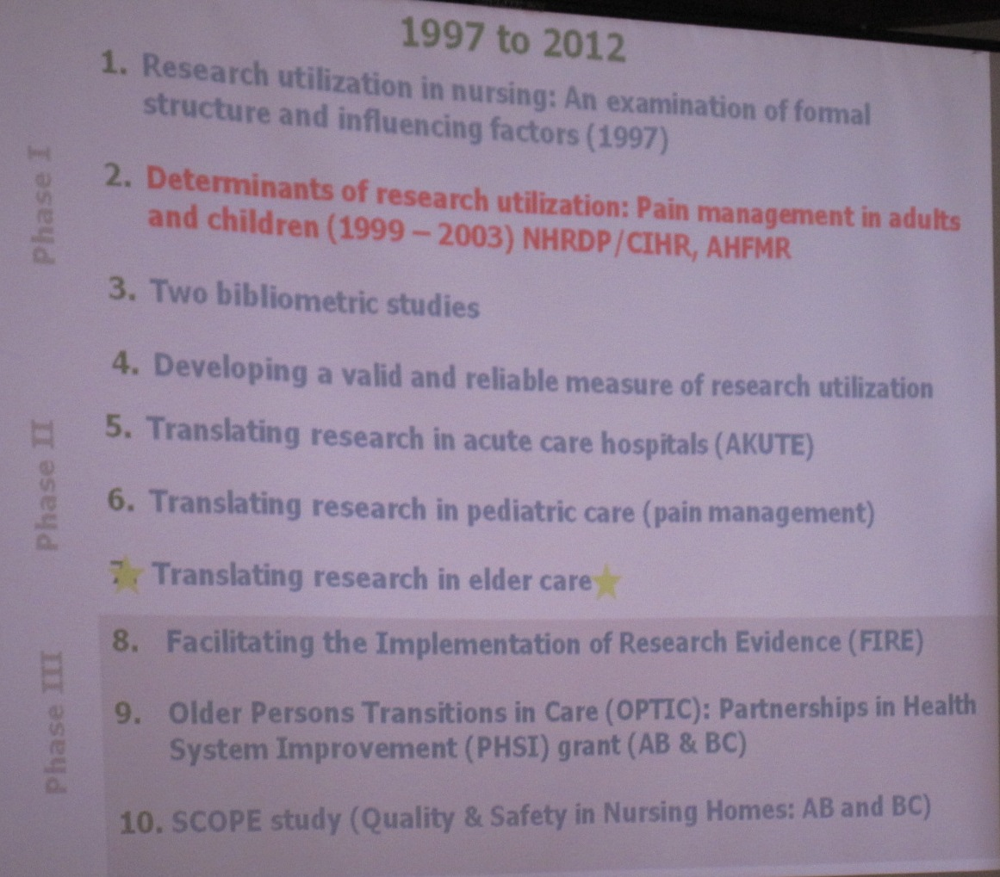 1997 to 2012
Phase I
1. Research utilization in nursing: An examination of formal
structure and influencing factors (1997)
2. Determinants of research utilization: Pain management in adults
and children (1999 – 2003) NHRDP/CIHR, AHFMR
3. Two bibliometric studies
4. Developing a valid and reliable measure of research utilization
Phase II
5. Translating research in acute care hospitals (AKUTE)
6. Translating research in pediatric care (pain management)
7. Translating research in elder care
Phase III
8. Facilitating the Implementation of Research Evidence (FIRE)
9. Older Persons Transitions in Care (OPTIC): Partnerships in Health
System Improvement (PHSI) grant (AB & BC)
10. SCOPE study (Quality & Safety in Nursing Homes: AB and BC)